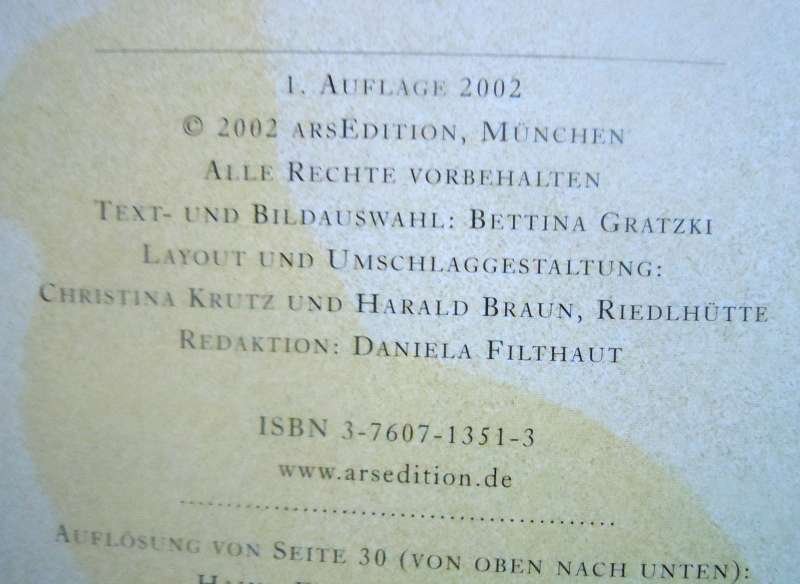 1. Auflage 2002
© 2002 arsEdition, München
Alle Rechte vorbehalten
Text- und Bildauswahl: Bettina Gratzki
Layout und Umschlaggestaltung:
Christina Krutz und Harald Braun, Riedlhütte
Redaktion: Daniela Filthaut
ISBN 3-7607-1351-3
www.arsedition.de
Auflösung von Seite 30 (von oben nach unten):